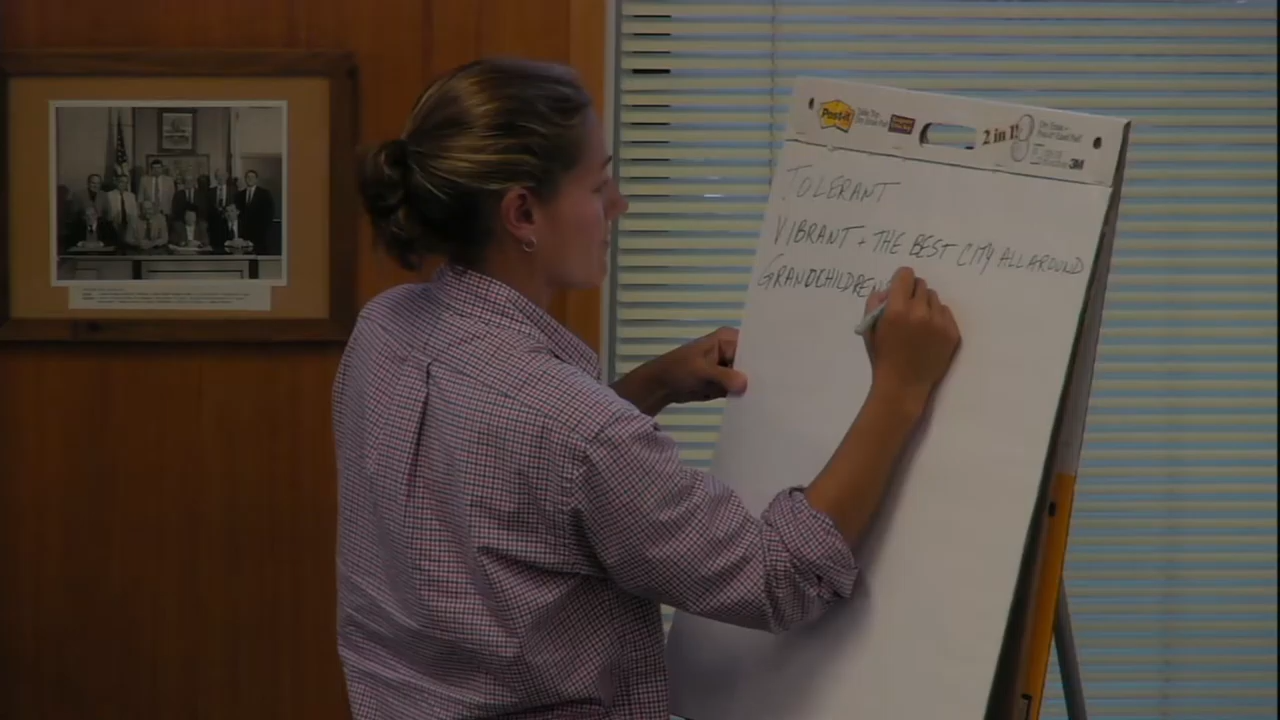 Post-it
2 in 1!
3M
TOLERANT
VIBRANT + THE BEST CITY ALL AROUND
GRANDCHILDREN